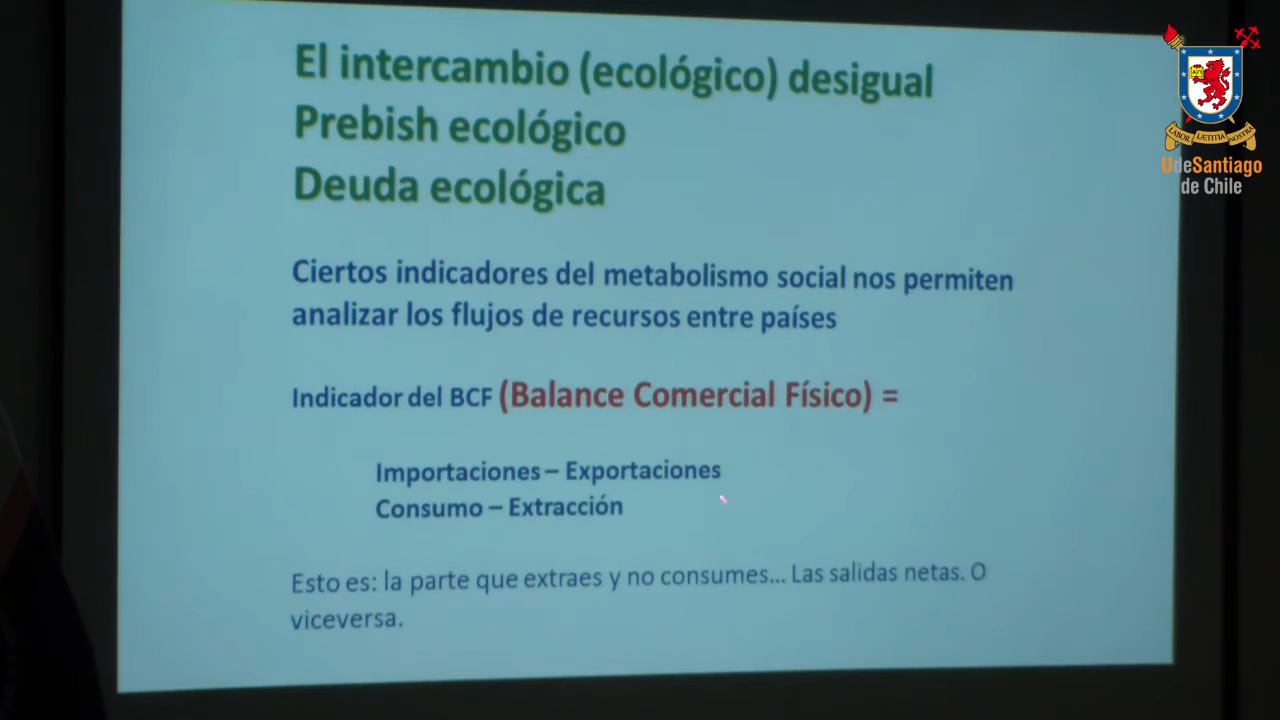 El intercambio (ecológico) desigual
Prebish ecológico
Deuda ecológica
Ciertos indicadores del metabolismo social nos permiten
analizar los flujos de recursos entre países
Indicador del BCF (Balance Comercial Físico) =
Importaciones – Exportaciones
Consumo – Extracción
Esto es: la parte que extraes y no consumes... Las salidas netas. O
viceversa.
LABOR LÆTITIA NOSTRA
UdeSantiago
de Chile